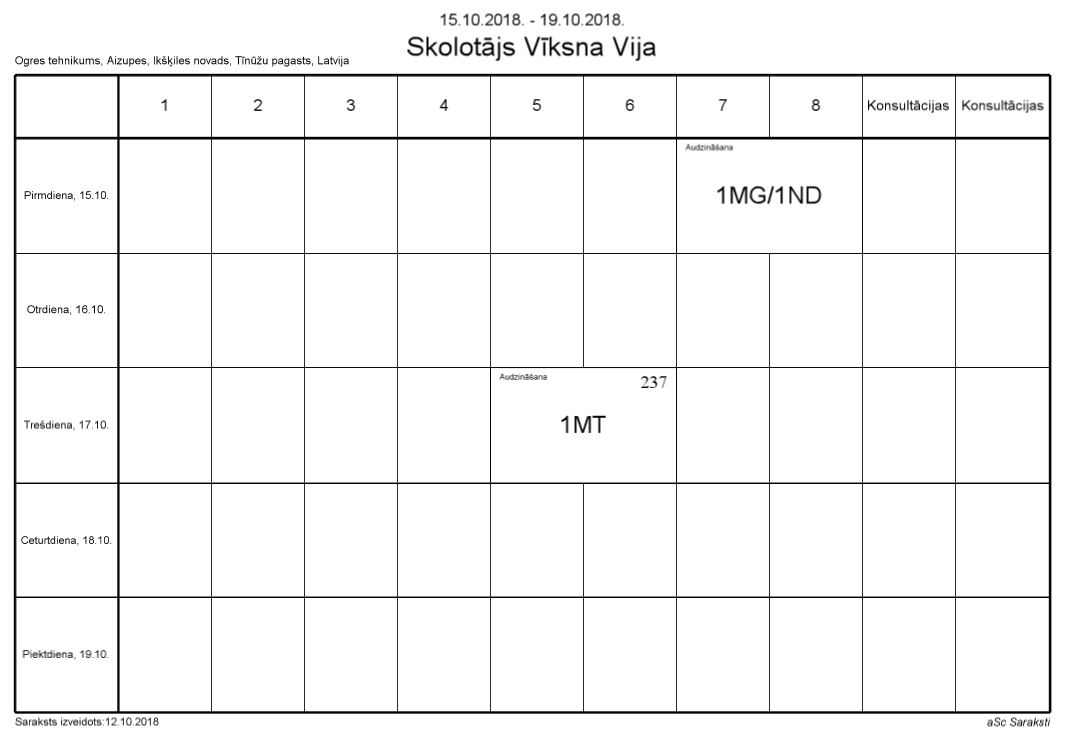 15.10.2018. - 19.10.2018.
Skolotājs Vīksna Vija
Ogres tehnikums, Aizupes, Ikšķiles novads, Tīnūžu pagasts, Latvija
1 2 3 4 5 6 7 8 Konsultācijas Konsultācijas
Audzināšana
Pirmdiena, 15.10. 1MG/1ND
Otrdiena, 16.10.
Audzināšana 237
Trešdiena, 17.10. 1MT
Ceturtdiena, 18.10.
Piektdiena, 19.10.
Saraksts izveidots:12.10.2018 aSc Saraksti